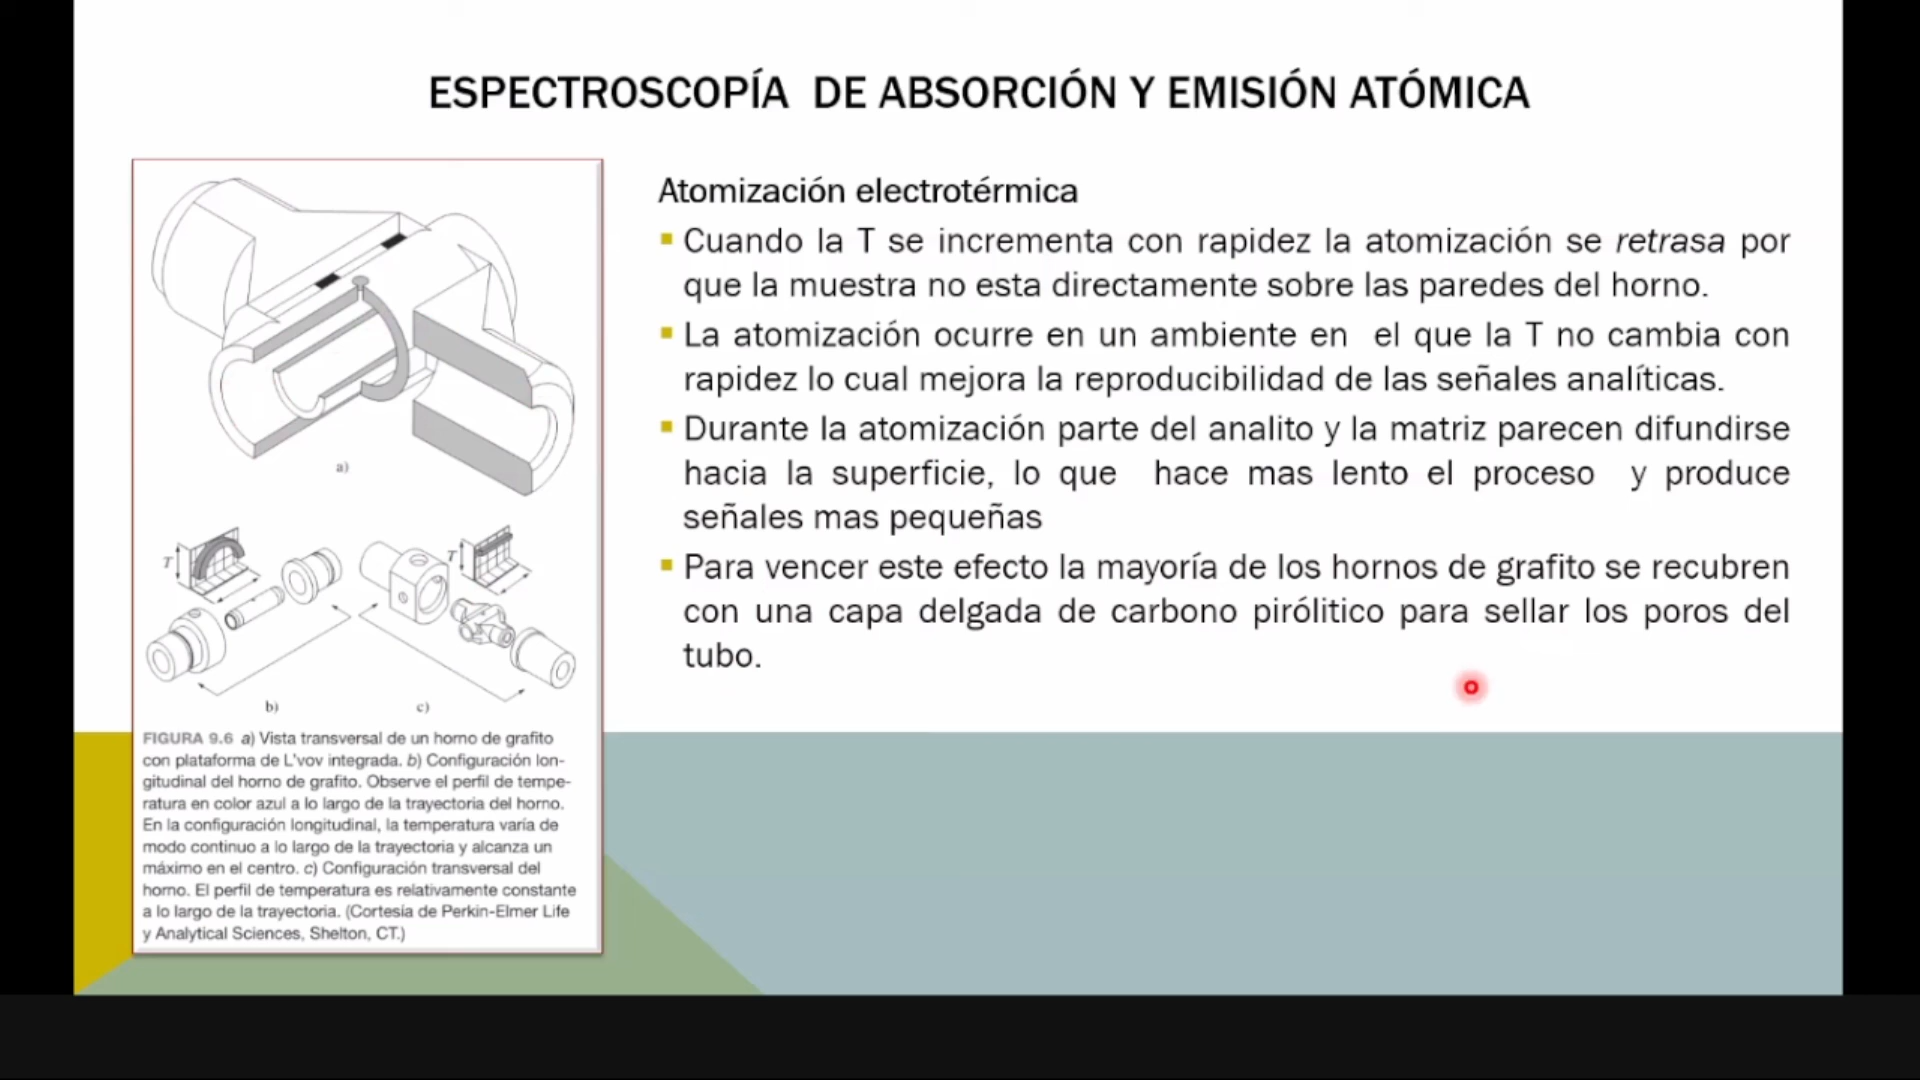 ESPECTROSCOPÍA DE ABSORCIÓN Y EMISIÓN ATÓMICA
a)
T
T
b)
c)
FIGURA 9.6 a) Vista transversal de un horno de grafito
con plataforma de L'vov integrada. b) Configuración lon-
gitudinal del horno de grafito. Observe el perfil de tempe-
ratura en color azul a lo largo de la trayectoria del horno.
En la configuración longitudinal, la temperatura varía de
modo continuo a lo largo de la trayectoria y alcanza un
máximo en el centro. c) Configuración transversal del
horno. El perfil de temperatura es relativamente constante
a lo largo de la trayectoria. (Cortesía de Perkin-Elmer Life
y Analytical Sciences, Shelton, CT.)
Atomización electrotérmica
Cuando la T se incrementa con rapidez la atomización se retrasa por
que la muestra no esta directamente sobre las paredes del horno.
La atomización ocurre en un ambiente en el que la T no cambia con
rapidez lo cual mejora la reproducibilidad de las señales analíticas.
Durante la atomización parte del analito y la matriz parecen difundirse
hacia la superficie, lo que hace mas lento el proceso y produce
señales mas pequeñas
Para vencer este efecto la mayoría de los hornos de grafito se recubren
con una capa delgada de carbono pirólitico para sellar los poros del
tubo.